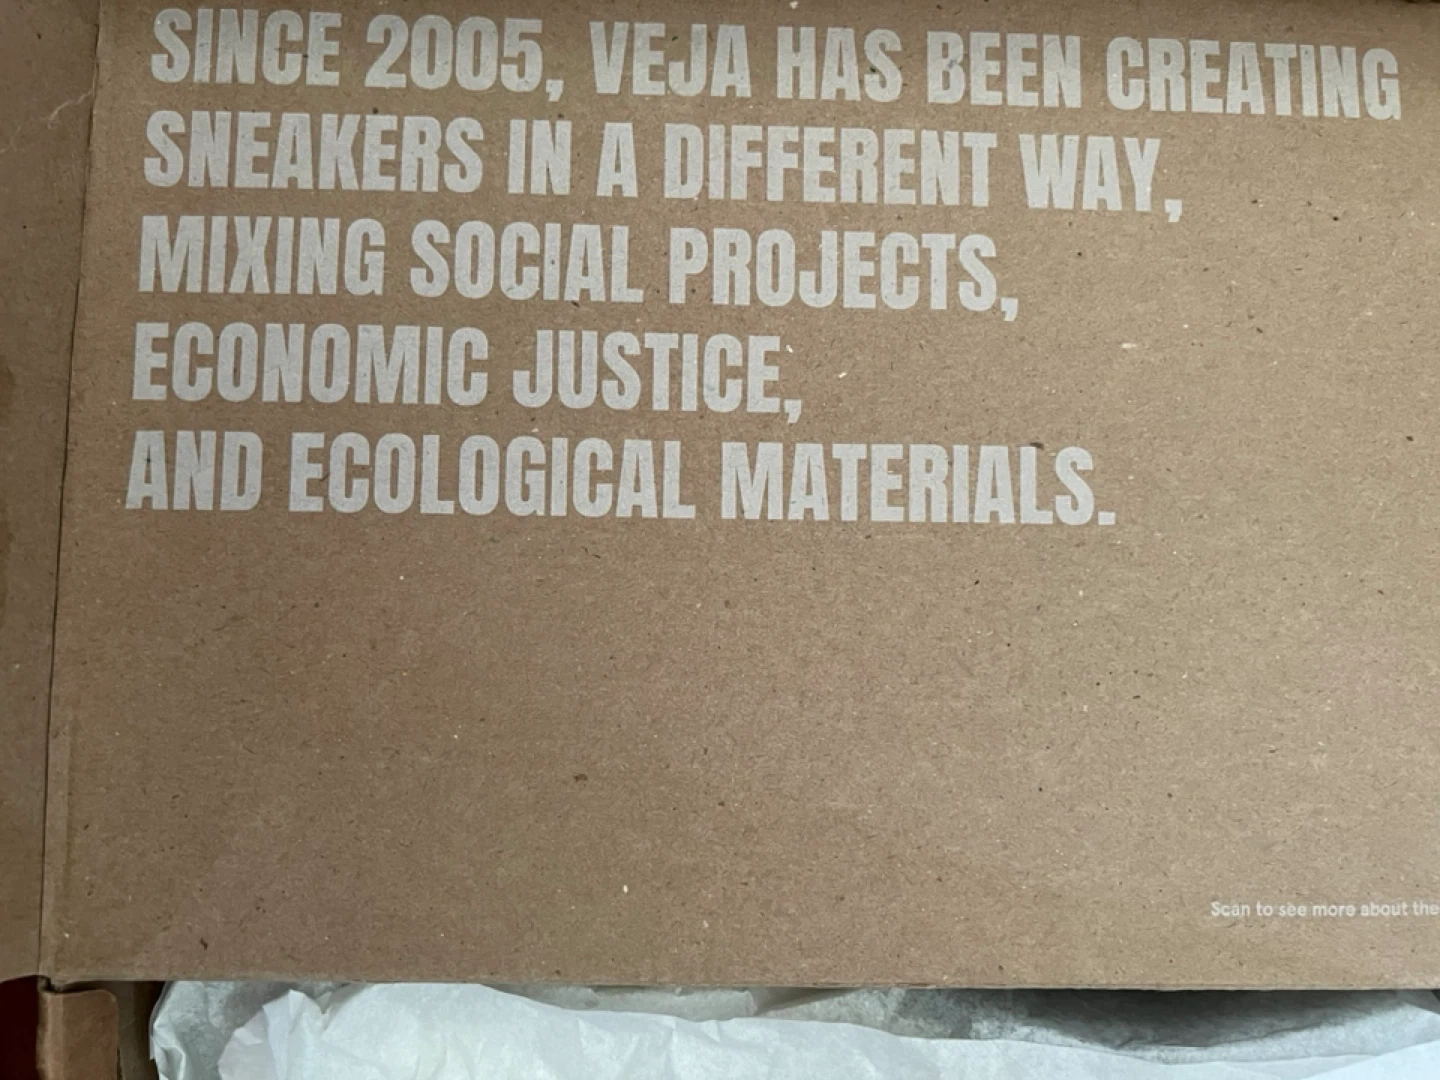 SINCE 2005, VEJA HAS BEEN CREATING
SNEAKERS IN A DIFFERENT WAY,
MIXING SOCIAL PROJECTS,
ECONOMIC JUSTICE,
AND ECOLOGICAL MATERIALS.
Scan to see more about the